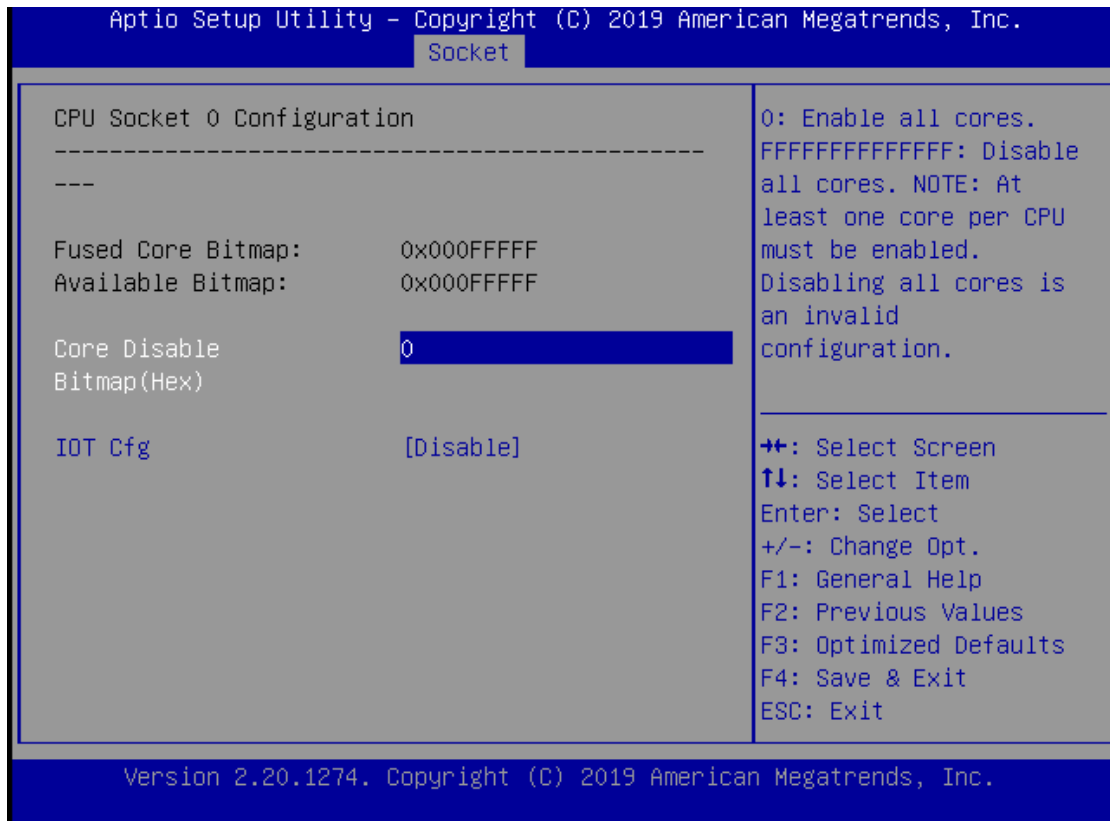 Aptio Setup Utility – Copyright (C) 2019 American Megatrends, Inc.
Socket
CPU Socket 0 Configuration
-----------------------------------------------
---
Fused Core Bitmap: 0x000FFFFF
Available Bitmap: 0x000FFFFF
Core Disable 0
Bitmap(Hex)
IOT Cfg [Disable]
0: Enable all cores.
FFFFFFFFFFFFFF: Disable
all cores. NOTE: At
least one core per CPU
must be enabled.
Disabling all cores is
an invalid
configuration.
→←: Select Screen
↑↓: Select Item
Enter: Select
+/-: Change Opt.
F1: General Help
F2: Previous Values
F3: Optimized Defaults
F4: Save & Exit
ESC: Exit
Version 2.20.1274. Copyright (C) 2019 American Megatrends, Inc.